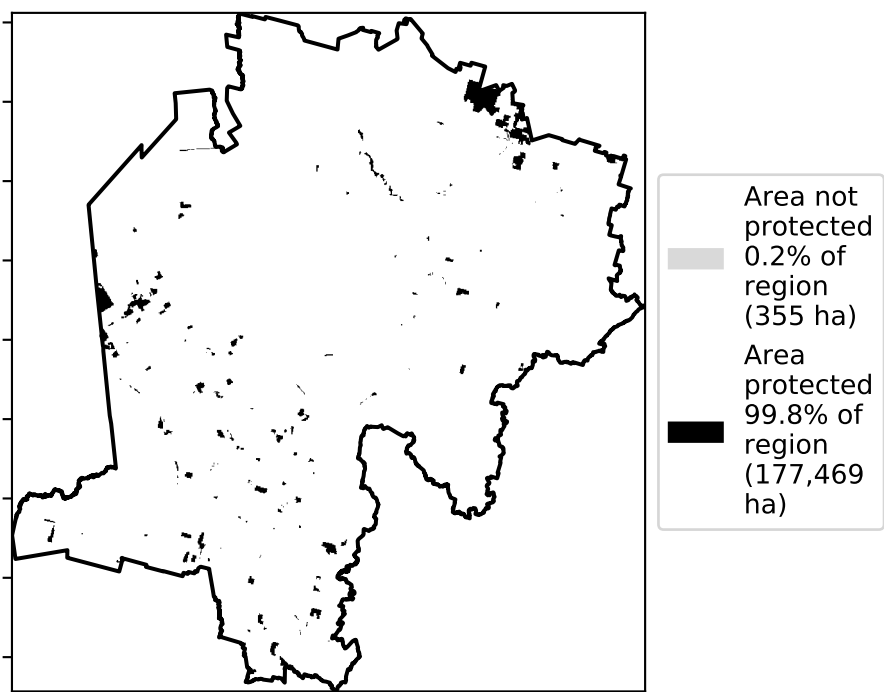 Area not
protected
0.2% of
region
(355 ha)
Area
protected
99.8% of
region
(177,469
ha)